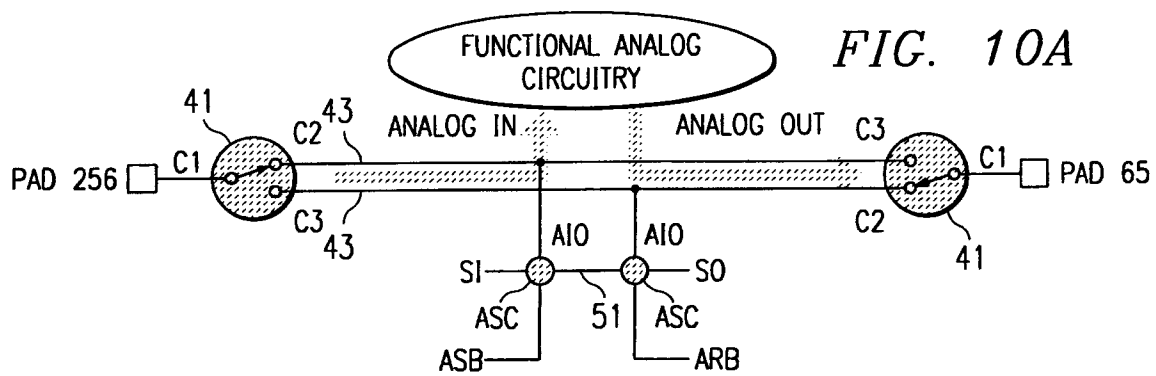 FUNCTIONAL ANALOG
CIRCUITRY
FIG. 10A
41
C2
43
ANALOG IN
ANALOG OUT
C3
PAD 256
C1
C1
PAD 65
C3
43
C2
41
AIO
AIO
SI
SO
ASC
51
ASC
ASB
ARB